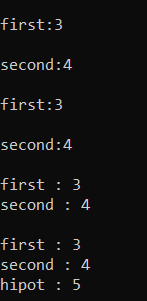 first:3
second:4
first:3
second:4
first : 3
second : 4
first : 3
second : 4
hipot : 5